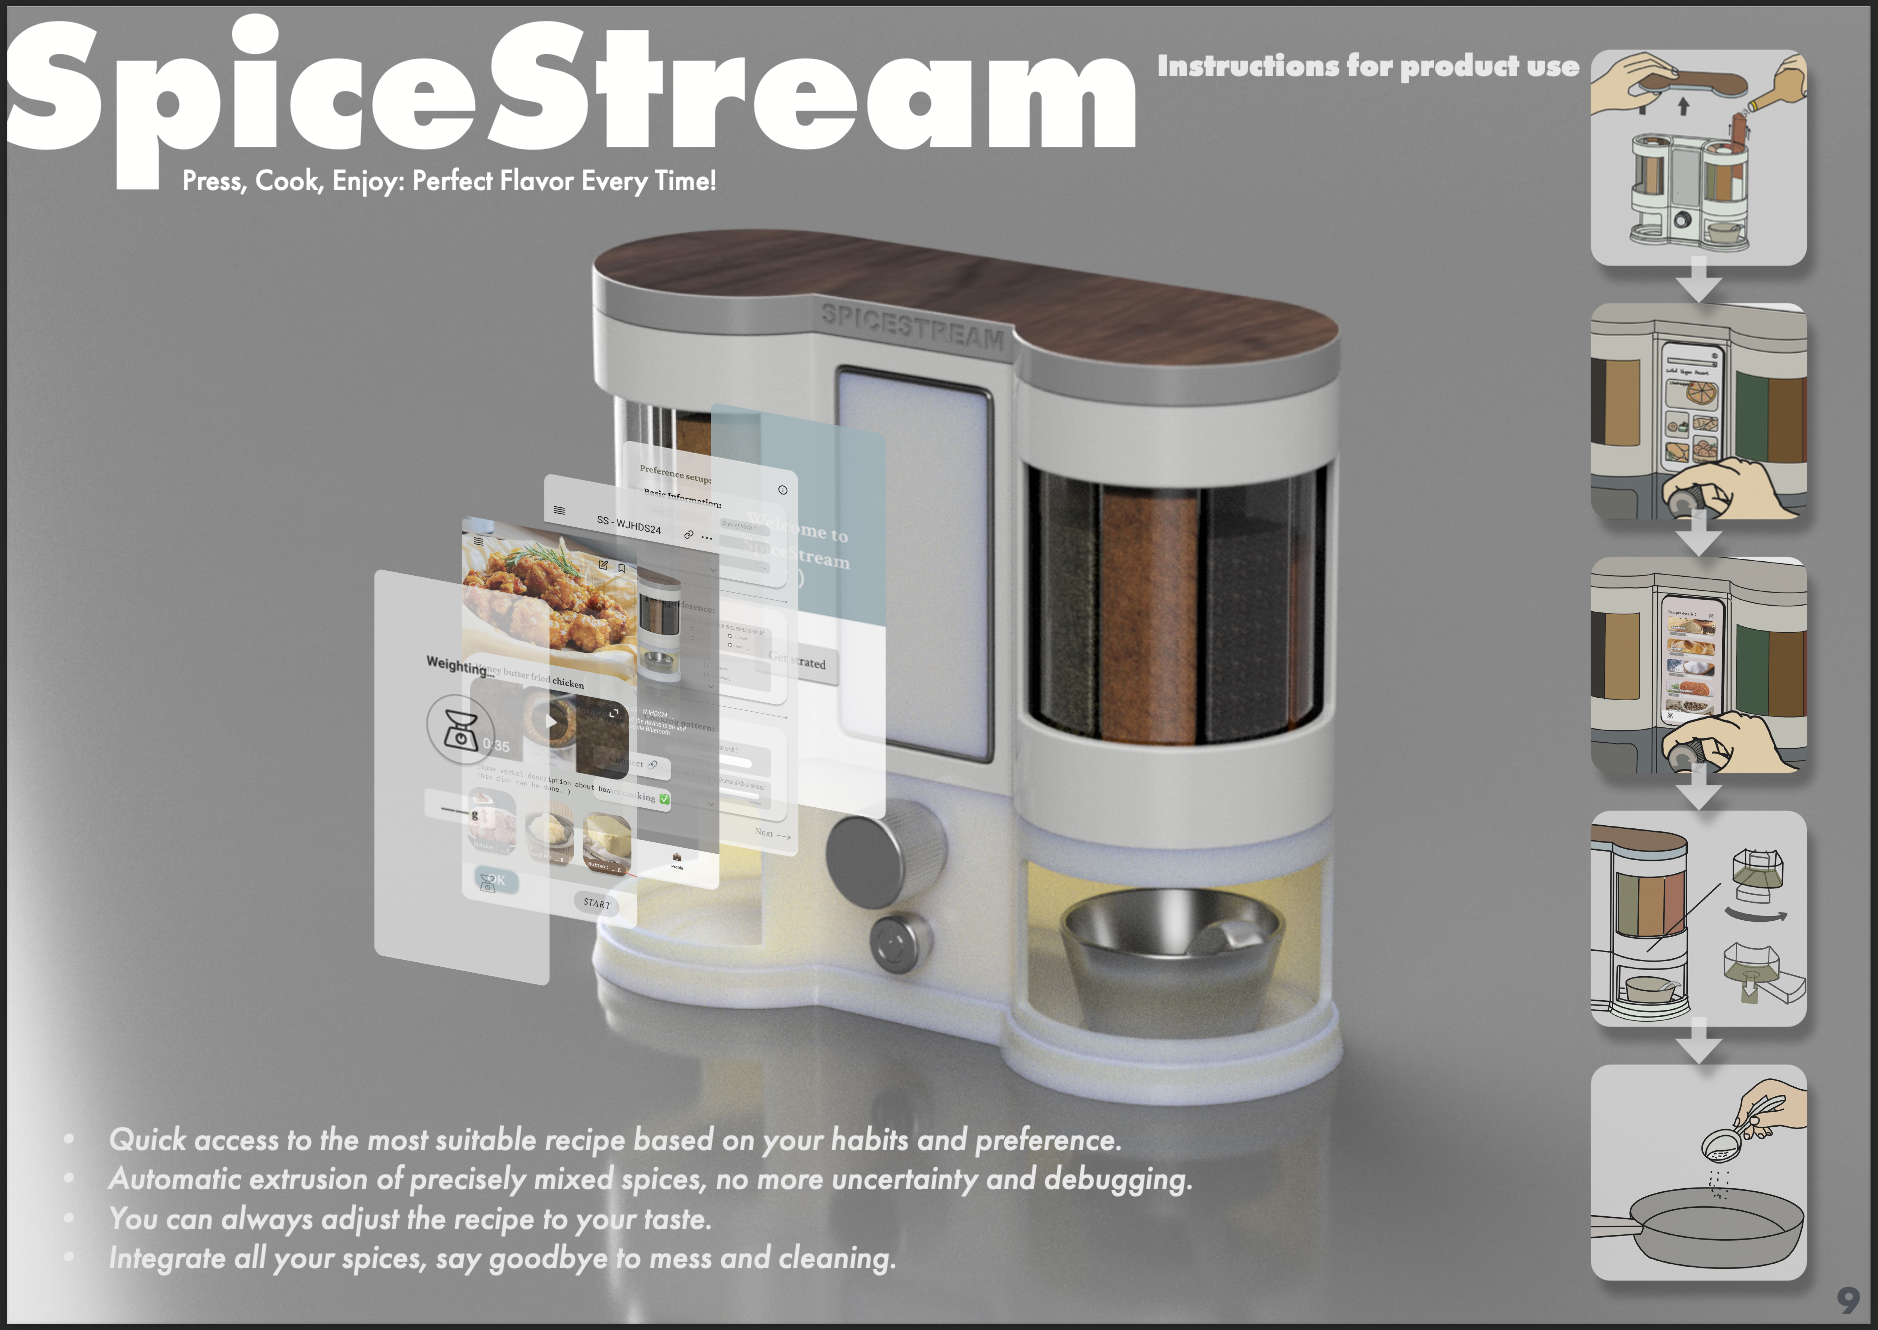 SpiceStream
Instructions for product use
Press, Cook, Enjoy: Perfect Flavor Every Time!
SPICESTREAM
Preference setup:
Basic Information:
Welcome to
SpiceStream
:)
SS - WJHDS24
Get strated
Weighting...
Honey butter fried chicken
0:35
g
Next -->
OK
START
• Quick access to the most suitable recipe based on your habits and preference.
• Automatic extrusion of precisely mixed spices, no more uncertainty and debugging.
• You can always adjust the recipe to your taste.
• Integrate all your spices, say goodbye to mess and cleaning.
9